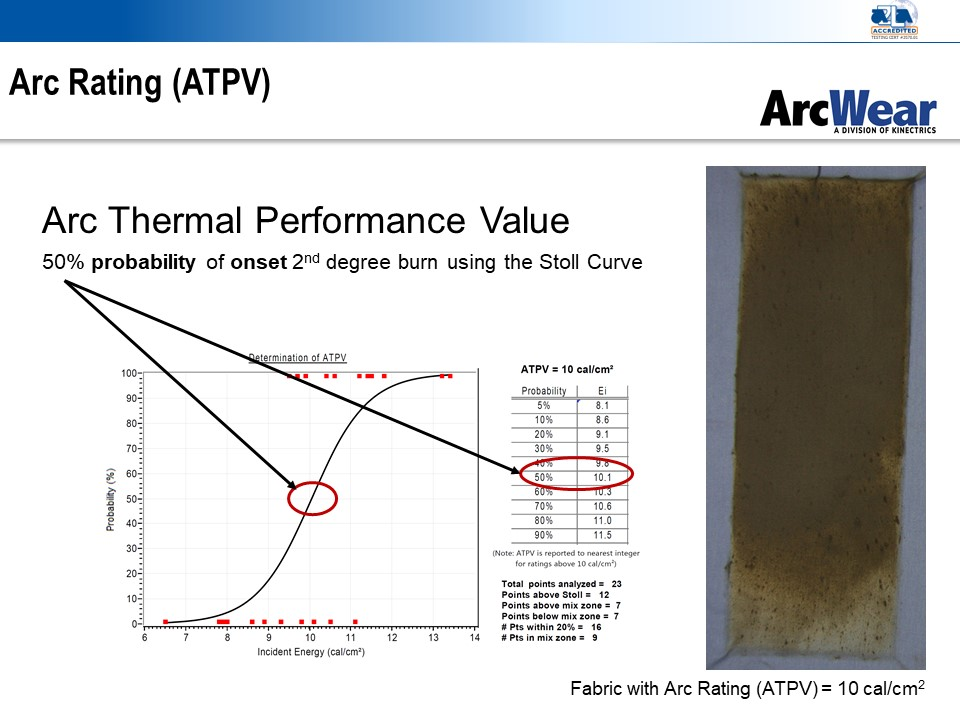 ACCREDITED
Arc Rating (ATPV)
ArcWear
A DIVISION OF KINECTRICS
Arc Thermal Performance Value
50% probability of onset 2nd degree burn using the Stoll Curve
Determination of ATPV
Probability (%)
100
90
80
70
60
50
40
30
20
10
0
6 7 8 9 10 11 12 13 14
Incident Energy (cal/cm²)
ATPV = 10 cal/cm²
Probability Ei
5% 8.1
10% 8.6
20% 9.1
30% 9.5
40% 9.8
50% 10.1
60% 10.3
70% 10.6
80% 11.0
90% 11.5
(Note: ATPV is reported to nearest integer
for ratings above 10 cal/cm²)
Total points analyzed = 23
Points above Stoll = 12
Points above mix zone = 7
Points below mix zone = 7
# Pts within 20% = 16
# Pts in mix zone = 9
Fabric with Arc Rating (ATPV) = 10 cal/cm2